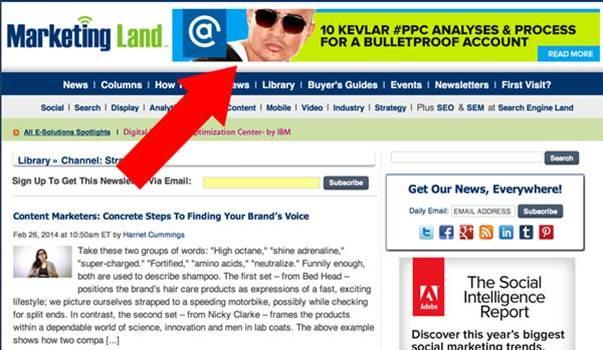 Marketing Land
@
10 KEVLAR #PPC ANALYSES & PROCESS
FOR A BULLETPROOF ACCOUNT
READ MORE
News | Columns | How | Library | Buyer's Guides | Events | Newsletters | First Visit?
Social | Search | Display | Content | Mobile | Video | Industry | Strategy | Plus SEO & SEM at Search Engine Land
All E-Solutions Spotlights | Digital Optimization Center- by IBM
Library » Channel:
Search
Sign Up To Get This Newsletter Via Email:
Subscribe
Get Our News, Everywhere!
Daily Email: EMAIL ADDRESS Subscribe
Content Marketers: Concrete Steps To Finding Your Brand's Voice
Feb 26, 2014 at 10:50am ET by Harriet Cummings
Take these two groups of words: "High octane," "shine adrenaline,"
"super-charged." "Fortified," "amino acids," "neutralize." Funnily enough,
both are used to describe shampoo. The first set – from Bed Head –
positions the brand's hair care products as expressions of a fast, exciting
lifestyle; we picture ourselves strapped to a speeding motorbike, possibly while checking
for split ends. In contrast, the second set – from Nicky Clarke – frames the products
within a dependable world of science, innovation and men in lab coats. The above example
shows how two compa [...]
Adobe
The Social
Intelligence
Report
Discover this year's biggest
social marketing trends.